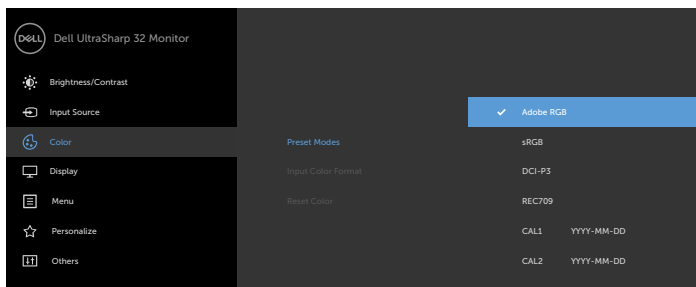 DELL Dell UltraSharp 32 Monitor
Brightness/Contrast
Input Source
Adobe RGB
Color
Preset Modes
sRGB
Display
Input Color Format
DCI-P3
Menu
Reset Color
REC709
Personalize
CAL1 YYYY-MM-DD
Others
CAL2 YYYY-MM-DD